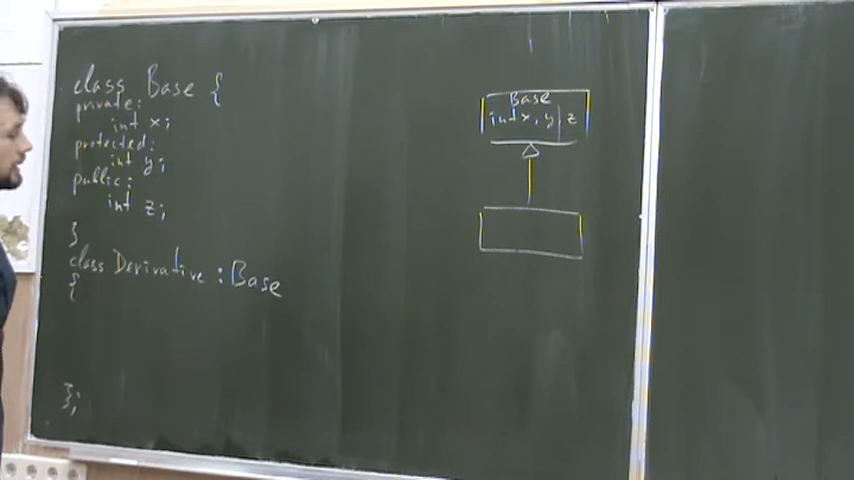 class Base {
private:
int x;
protected:
int y;
public:
int z;
}
class Derivative : Base
{
};
Base
int x, y | z